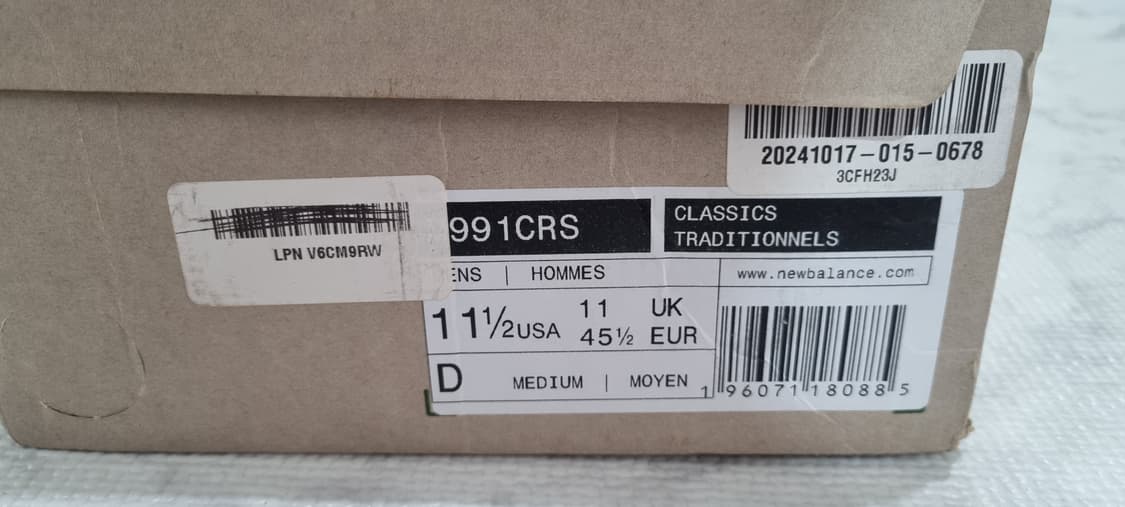 20241017-015-0678
3CFH23J
LPN V6CM9RW
991CRS
CLASSICS
TRADITIONNELS
ENS | HOMMES
www.newbalance.com
11½USA 11 UK
45½ EUR
D MEDIUM | MOYEN
1 96071 18088 5